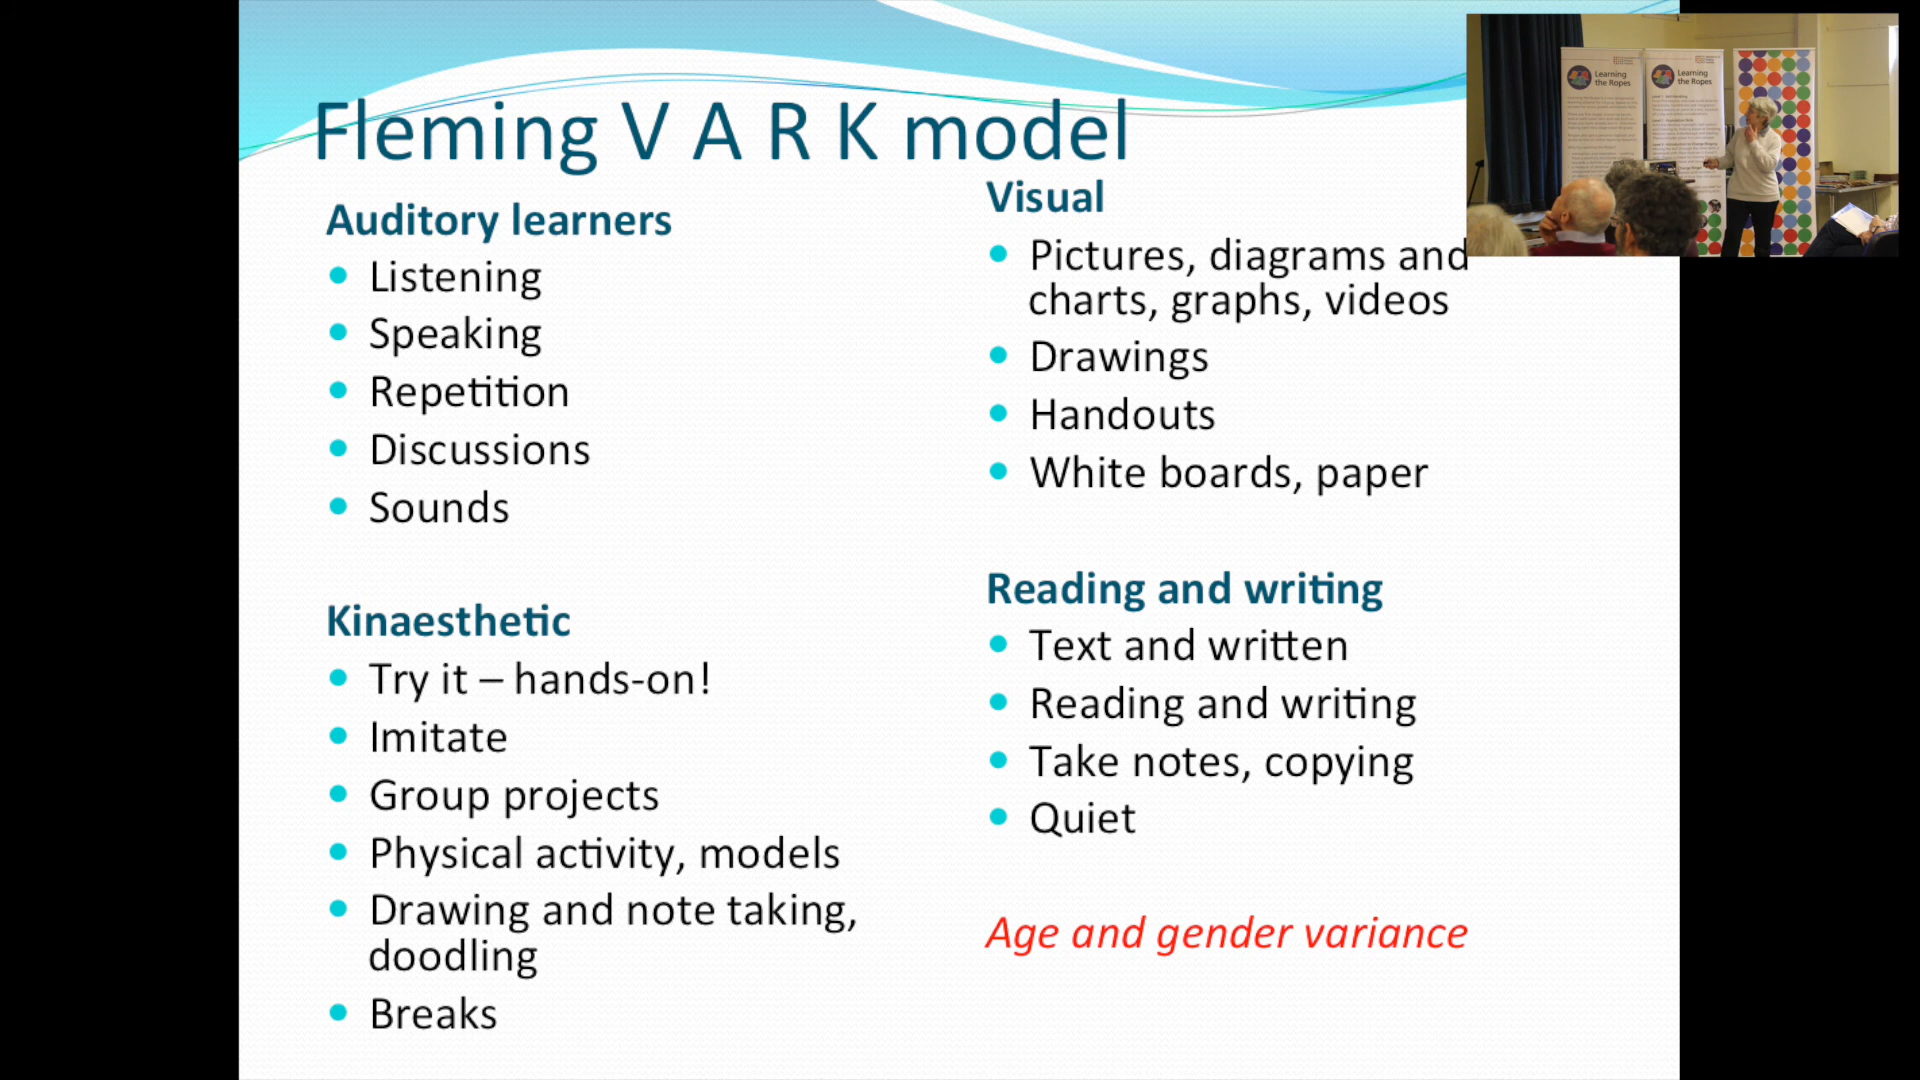 Fleming V A R K model
Auditory learners
Listening
Speaking
Repetition
Discussions
Sounds
Kinaesthetic
Try it – hands-on!
Imitate
Group projects
Physical activity, models
Drawing and note taking,
doodling
Breaks
Visual
Pictures, diagrams and
charts, graphs, videos
Drawings
Handouts
White boards, paper
Reading and writing
Text and written
Reading and writing
Take notes, copying
Quiet
Age and gender variance
Learning
the Ropes
Learning
the Ropes